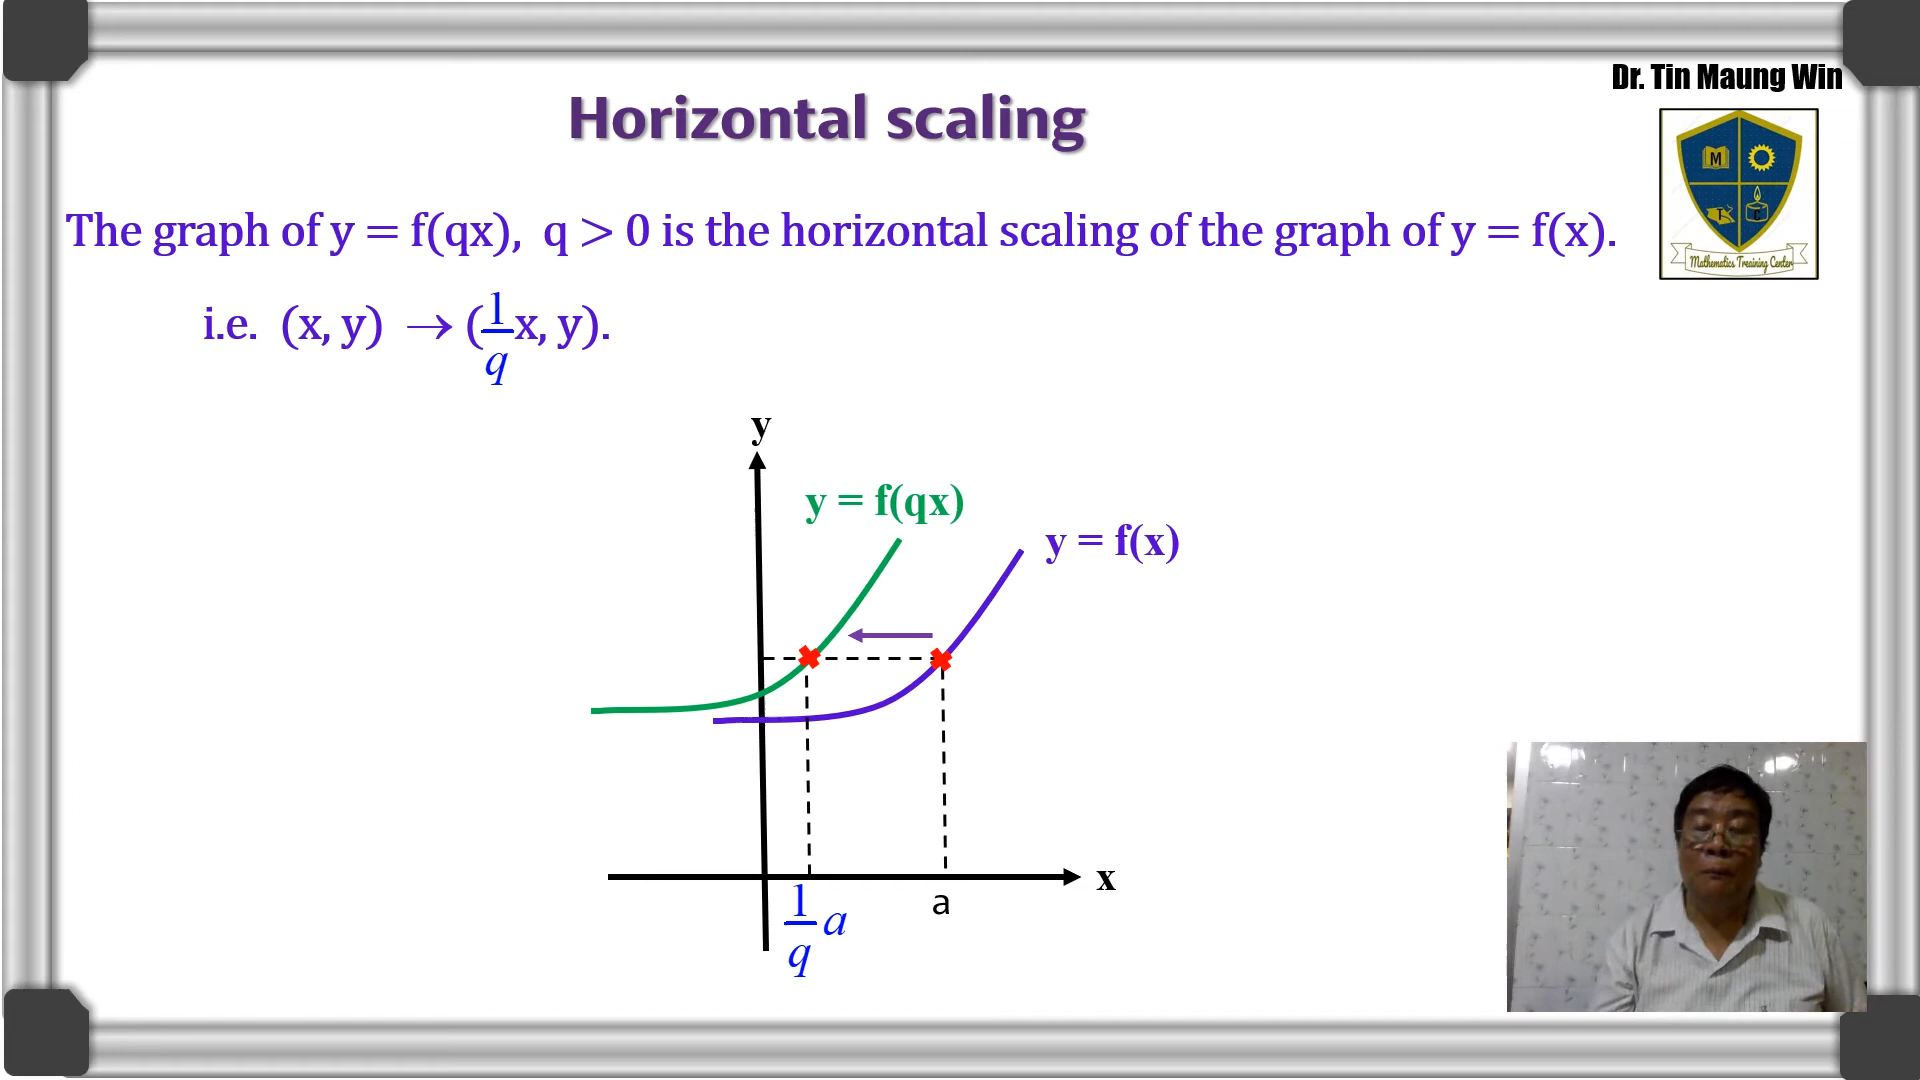 Dr. Tin Maung Win
Horizontal scaling
M
T C
Mathematics Treaining Center
The graph of y = f(qx), q > 0 is the horizontal scaling of the graph of y = f(x).
i.e. (x, y) → (1/q x, y).
y
y = f(qx)
y = f(x)
x
1/q a
a